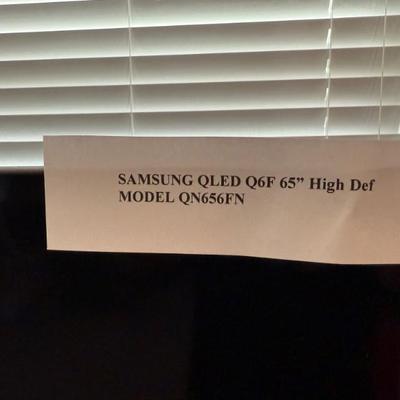 SAMSUNG QLED Q6F 65” High Def
MODEL QN656FN